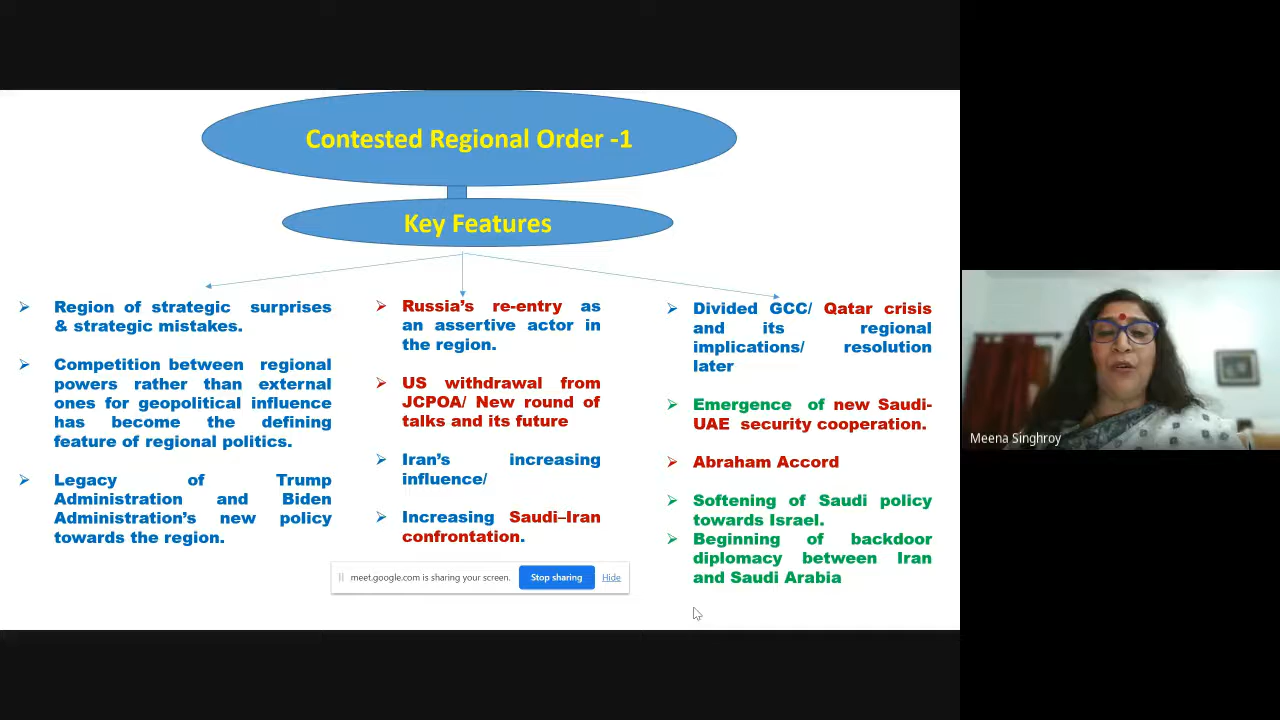 Contested Regional Order -1
Key Features
Region of strategic surprises
& strategic mistakes.
Competition between regional
powers rather than external
ones for geopolitical influence
has become the defining
feature of regional politics.
Legacy of Trump
Administration and Biden
Administration's new policy
towards the region.
Russia's re-entry as
an assertive actor in
the region.
US withdrawal from
JCPOA/ New round of
talks and its future
Iran's increasing
influence/
Increasing Saudi–Iran
confrontation.
Divided GCC/ Qatar crisis
and its regional
implications/ resolution
later
Emergence of new Saudi-
UAE security cooperation.
Abraham Accord
Softening of Saudi policy
towards Israel.
Beginning of backdoor
diplomacy between Iran
and Saudi Arabia
meet.google.com is sharing your screen. Stop sharing Hide
Meena Singhroy